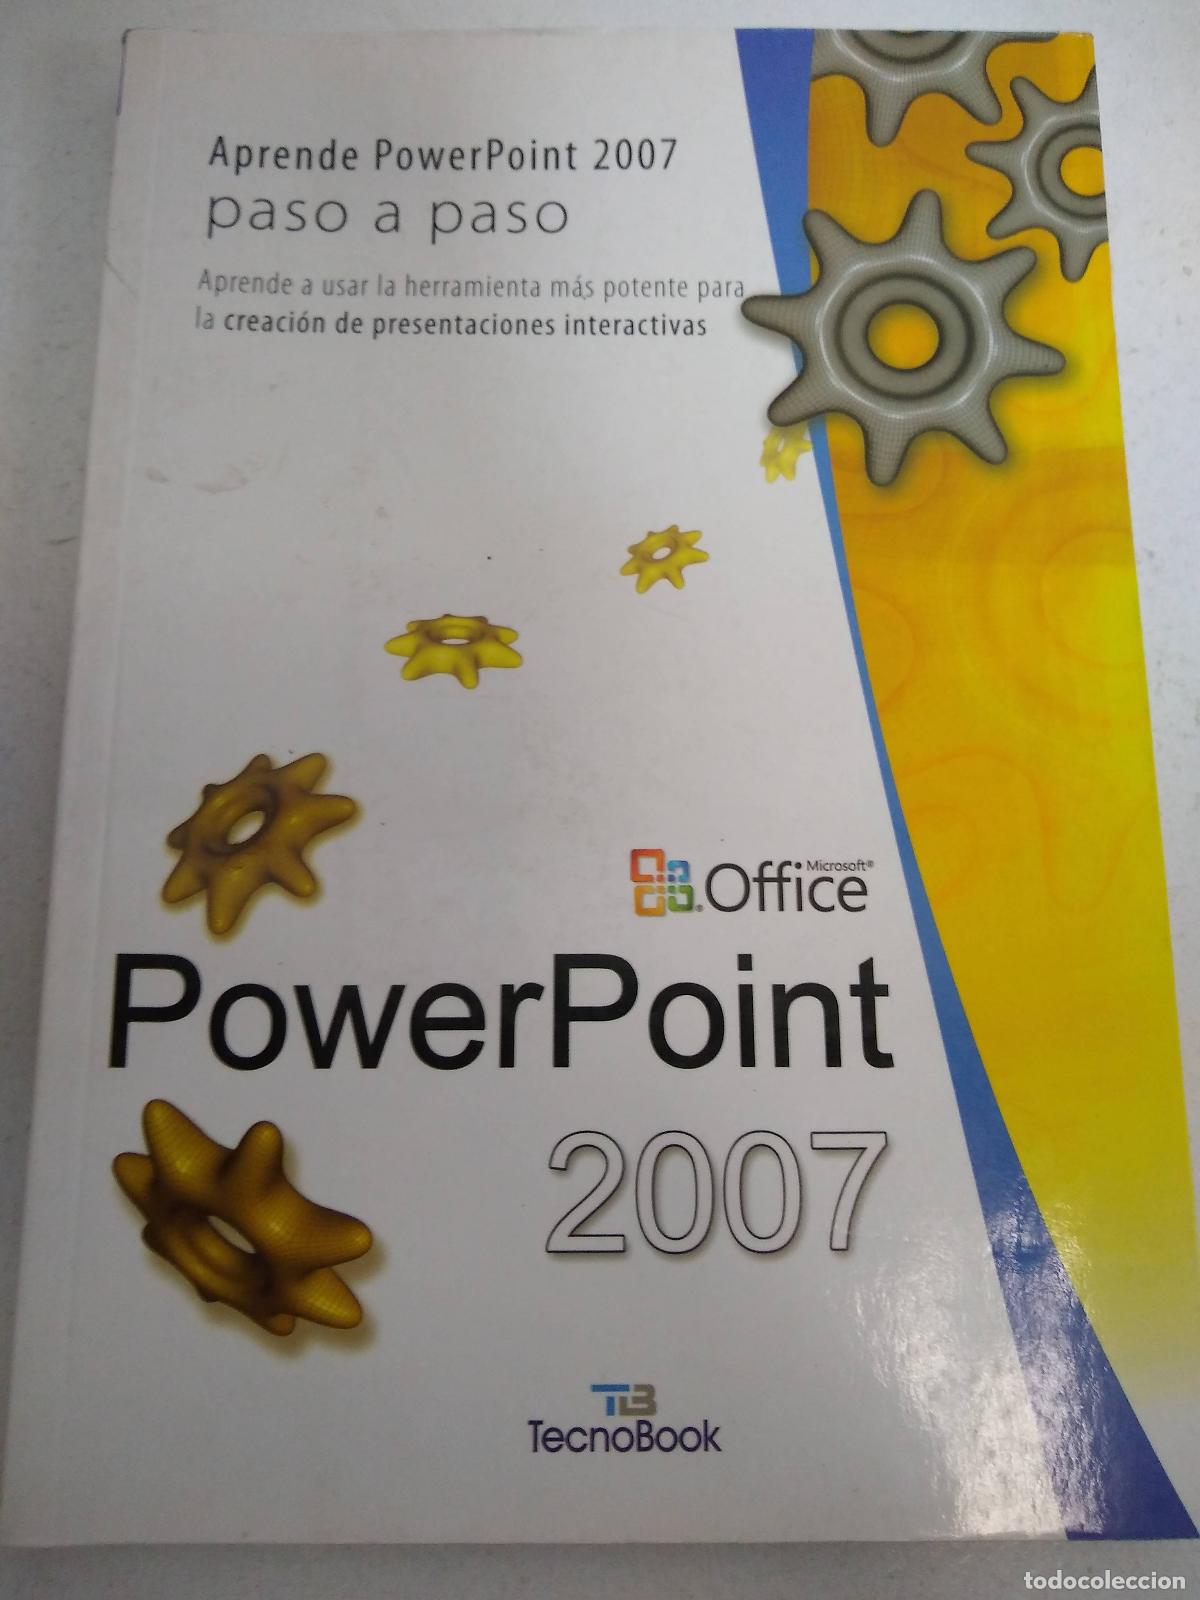 Aprende PowerPoint 2007
paso a paso
Aprende a usar la herramienta más potente para
la creación de presentaciones interactivas
Microsoft®
Office
PowerPoint
2007
TB
TecnoBook
todocoleccion